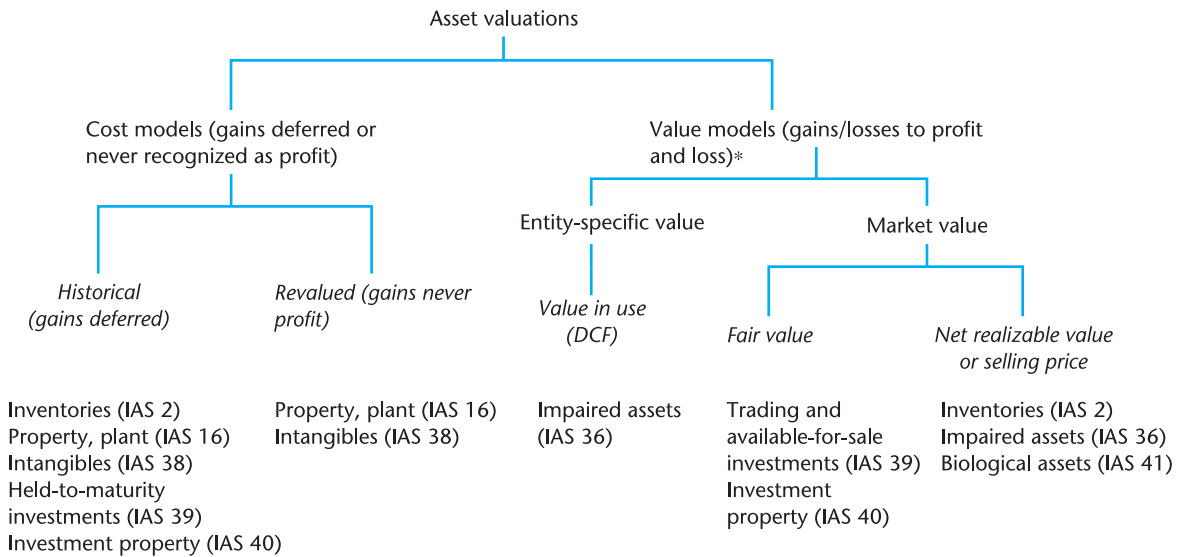 Asset valuations
Cost models (gains deferred or
never recognized as profit)
Value models (gains/losses to profit
and loss)*
Entity-specific value
Market value
Historical
(gains deferred)
Revalued (gains never
profit)
Value in use
(DCF)
Fair value
Net realizable value
or selling price
Inventories (IAS 2)
Property, plant (IAS 16)
Intangibles (IAS 38)
Held-to-maturity
investments (IAS 39)
Investment property (IAS 40)
Property, plant (IAS 16)
Intangibles (IAS 38)
Impaired assets
(IAS 36)
Trading and
available-for-sale
investments (IAS 39)
Investment
property (IAS 40)
Inventories (IAS 2)
Impaired assets (IAS 36)
Biological assets (IAS 41)